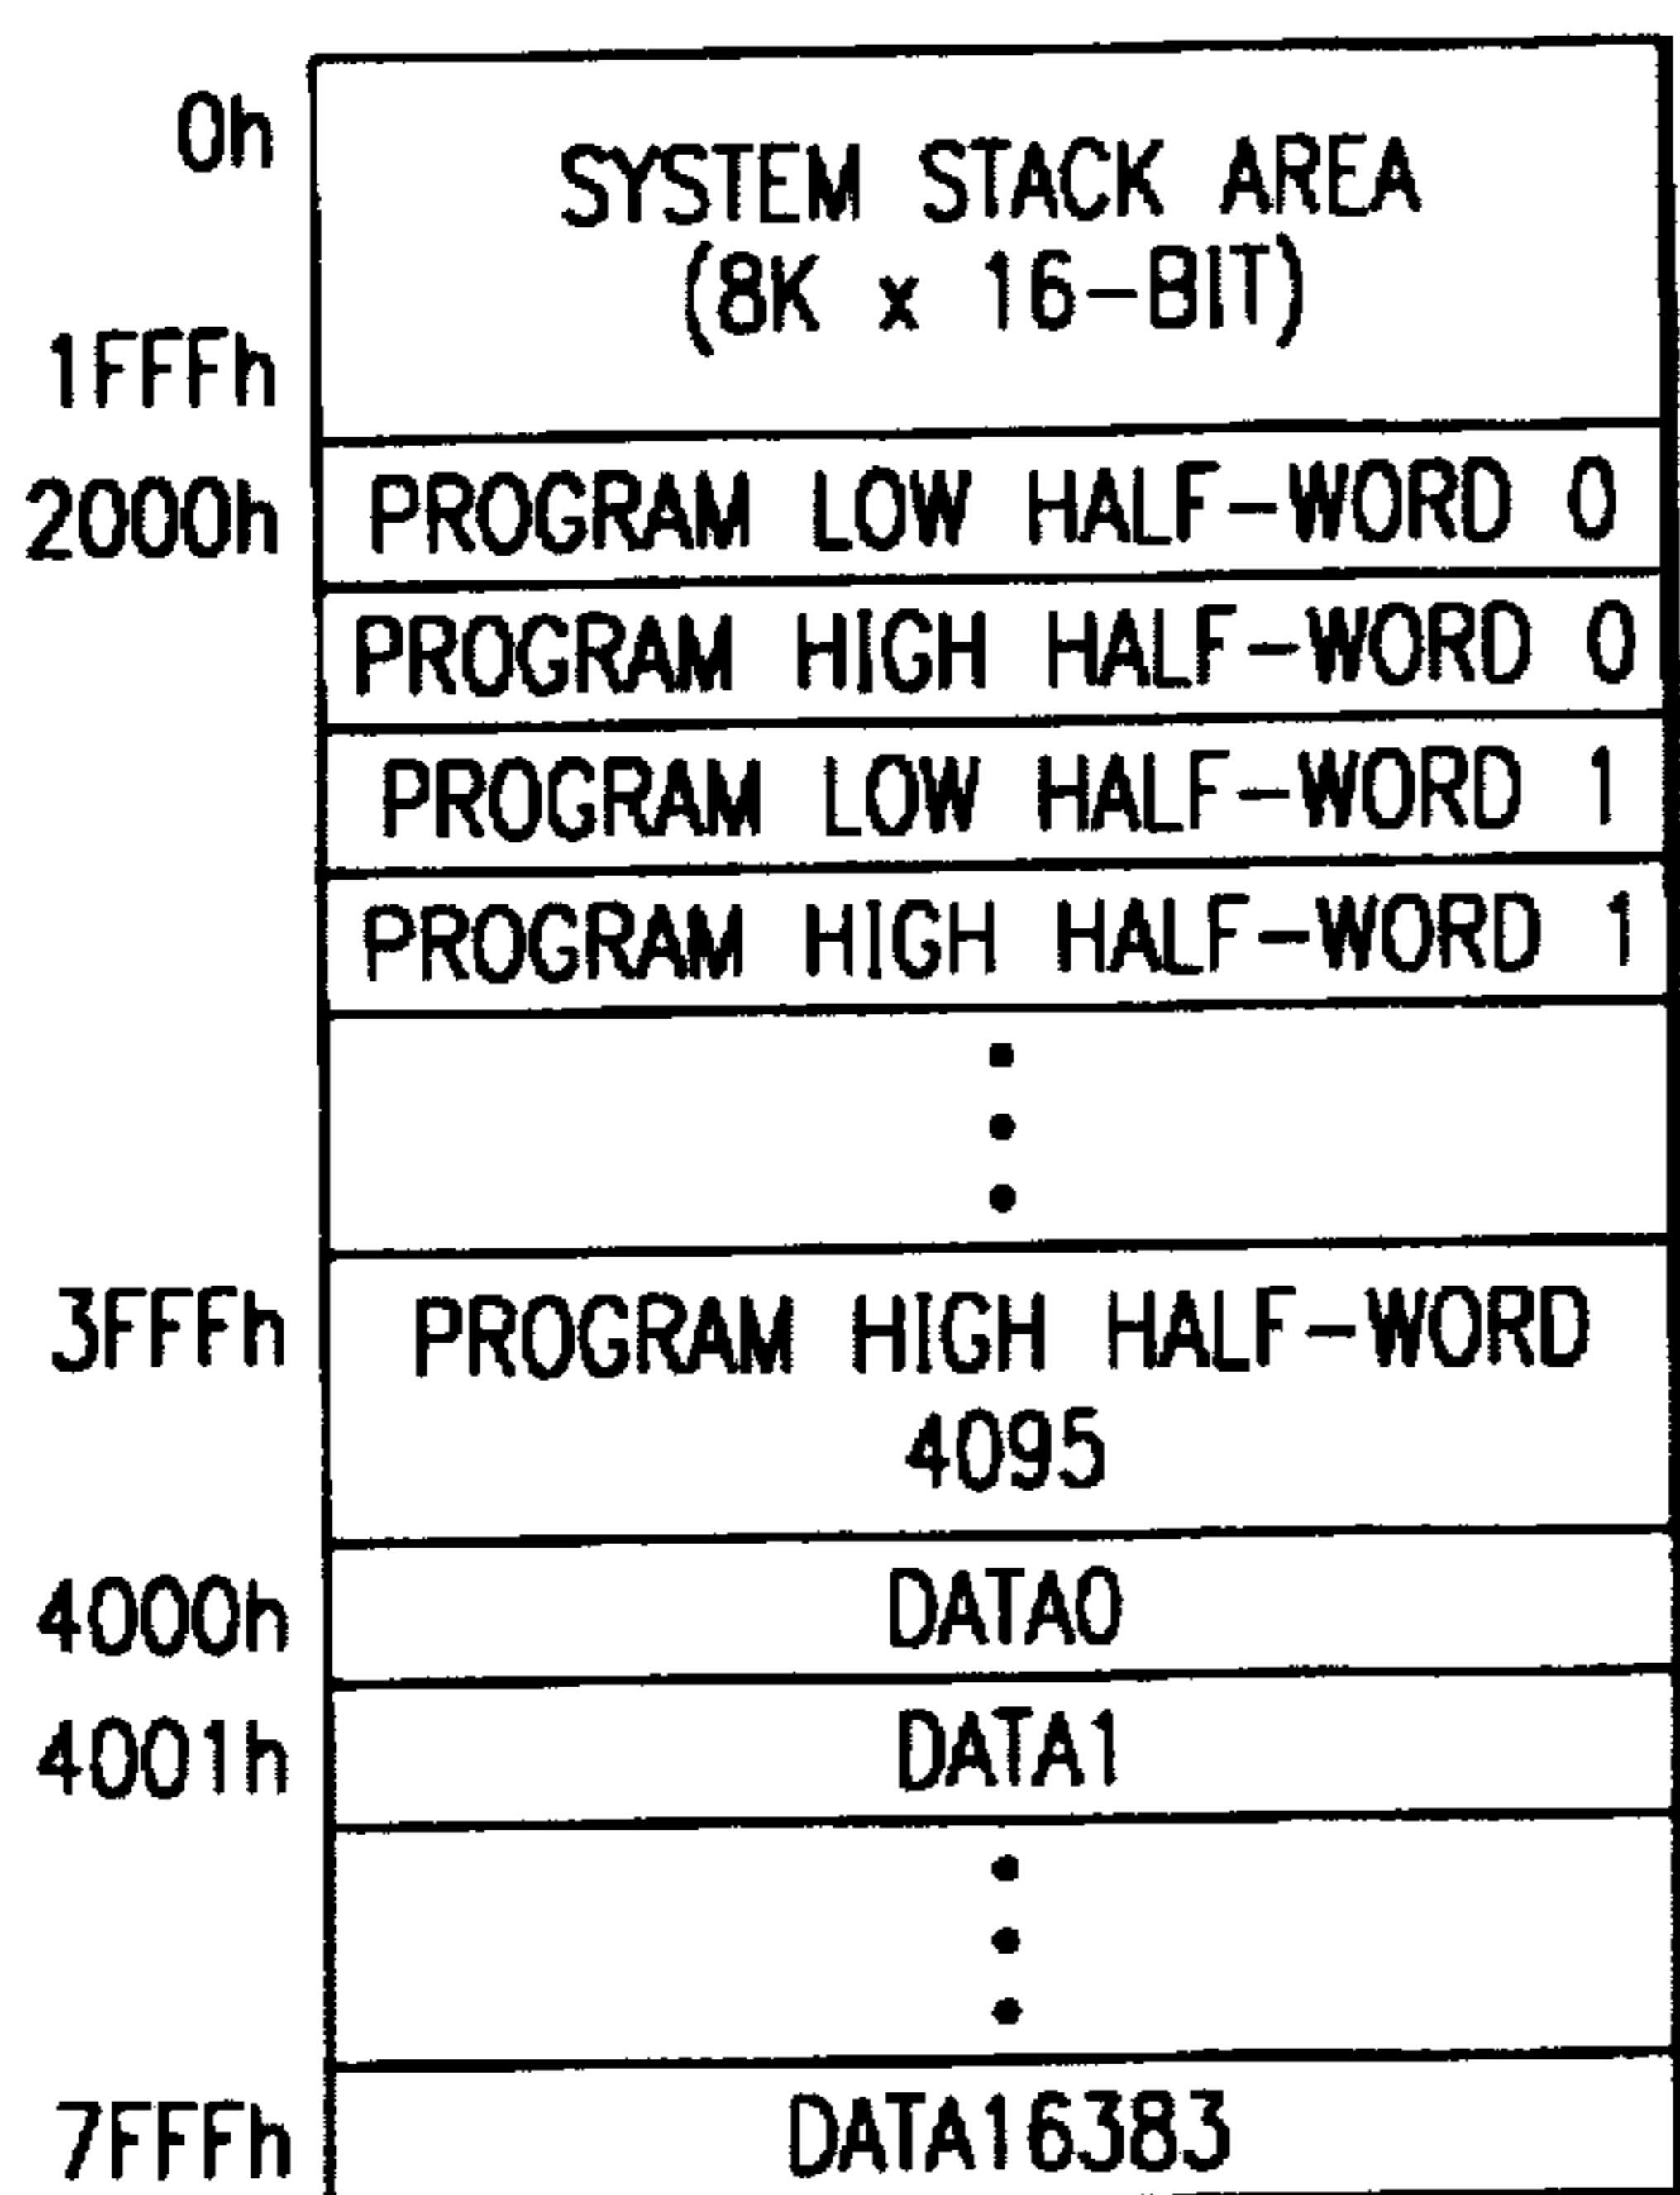 0h
SYSTEM STACK AREA
(8K x 16-BIT)
1FFFh
2000h PROGRAM LOW HALF-WORD 0
PROGRAM HIGH HALF-WORD 0
PROGRAM LOW HALF-WORD 1
PROGRAM HIGH HALF-WORD 1
3FFFh PROGRAM HIGH HALF-WORD
4095
4000h DATA0
4001h DATA1
7FFFh DATA16383